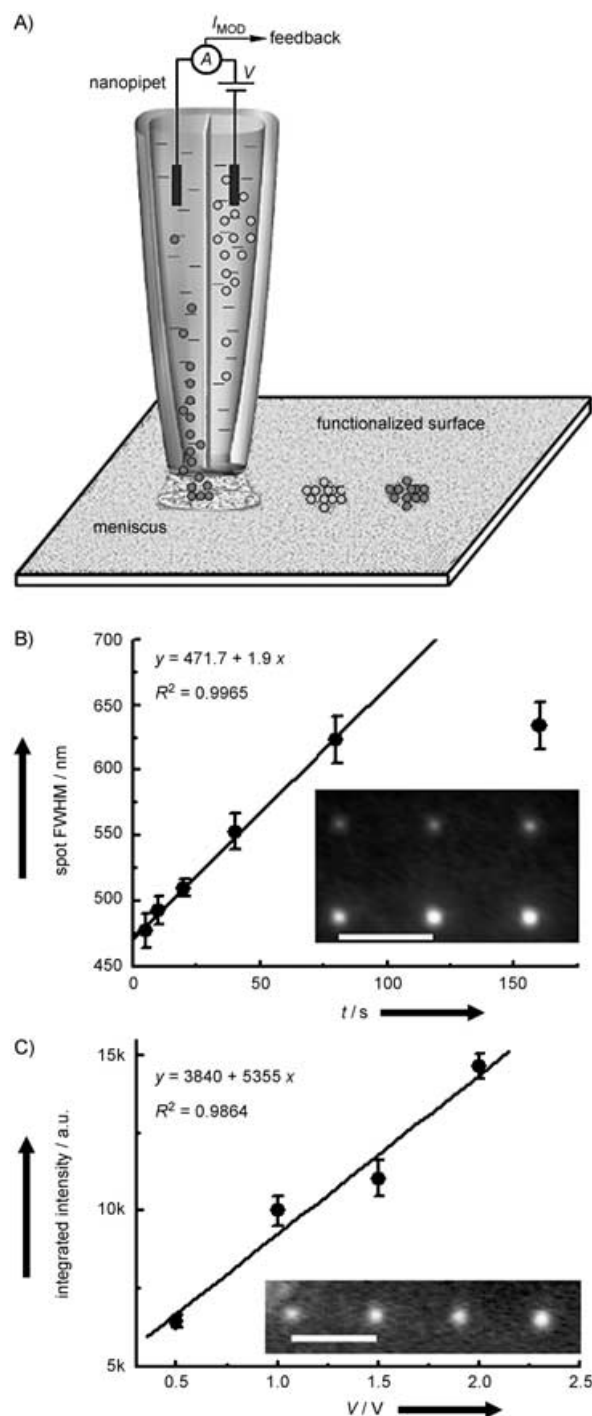 A)
I_MOD
feedback
A
nanopipet
V
functionalized surface
meniscus
B)
700
650
600
550
500
450
spot FWHM / nm
y = 471.7 + 1.9 x
R² = 0.9965
0 50 100 150
t / s
C)
15k
10k
5k
integrated intensity / a.u.
y = 3840 + 5355 x
R² = 0.9864
0.5 1.0 1.5 2.0 2.5
V / V